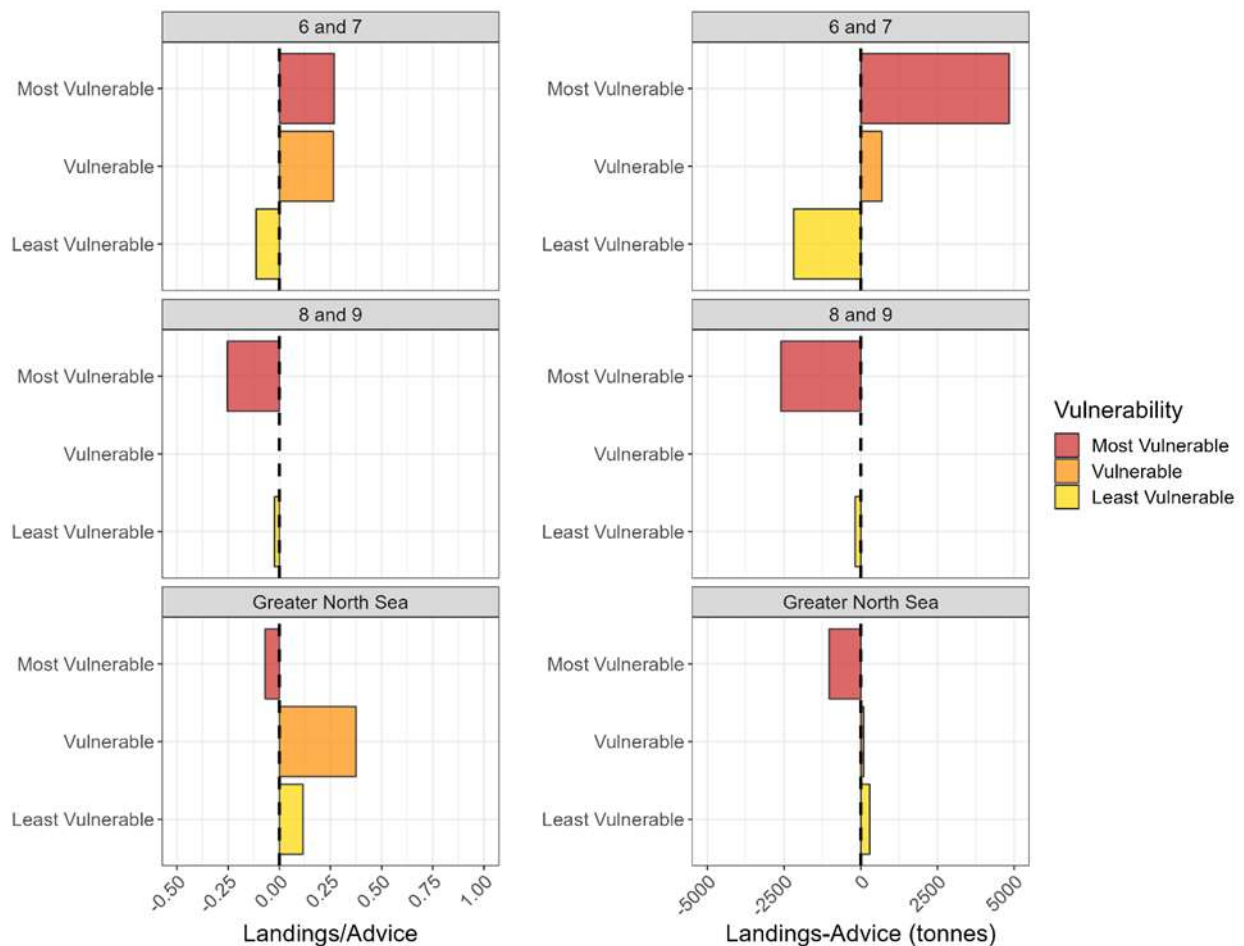 6 and 7
Most Vulnerable
Vulnerable
Least Vulnerable
8 and 9
Most Vulnerable
Vulnerable
Least Vulnerable
Greater North Sea
Most Vulnerable
Vulnerable
Least Vulnerable
-0.50 -0.25 0.00 0.25 0.50 0.75 1.00
Landings/Advice
6 and 7
Most Vulnerable
Vulnerable
Least Vulnerable
8 and 9
Most Vulnerable
Vulnerable
Least Vulnerable
Greater North Sea
Most Vulnerable
Vulnerable
Least Vulnerable
-5000 -2500 0 2500 5000
Landings-Advice (tonnes)
Vulnerability
Most Vulnerable
Vulnerable
Least Vulnerable